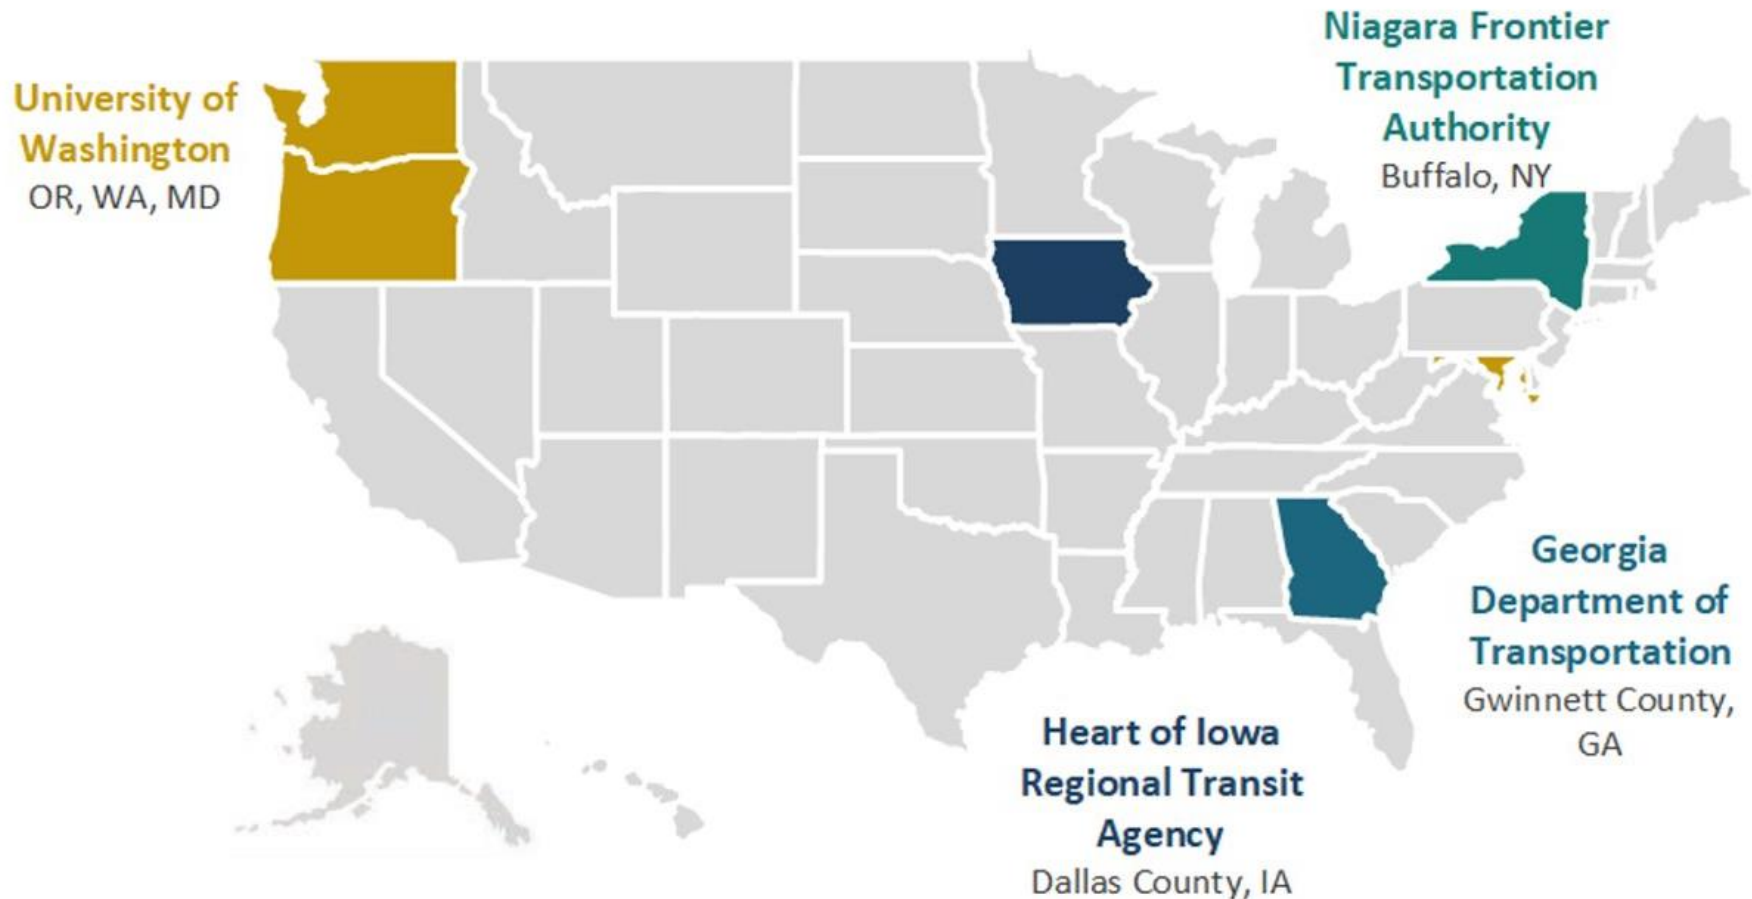 University of
Washington
OR, WA, MD
Niagara Frontier
Transportation
Authority
Buffalo, NY
Georgia
Department of
Transportation
Gwinnett County,
GA
Heart of Iowa
Regional Transit
Agency
Dallas County, IA